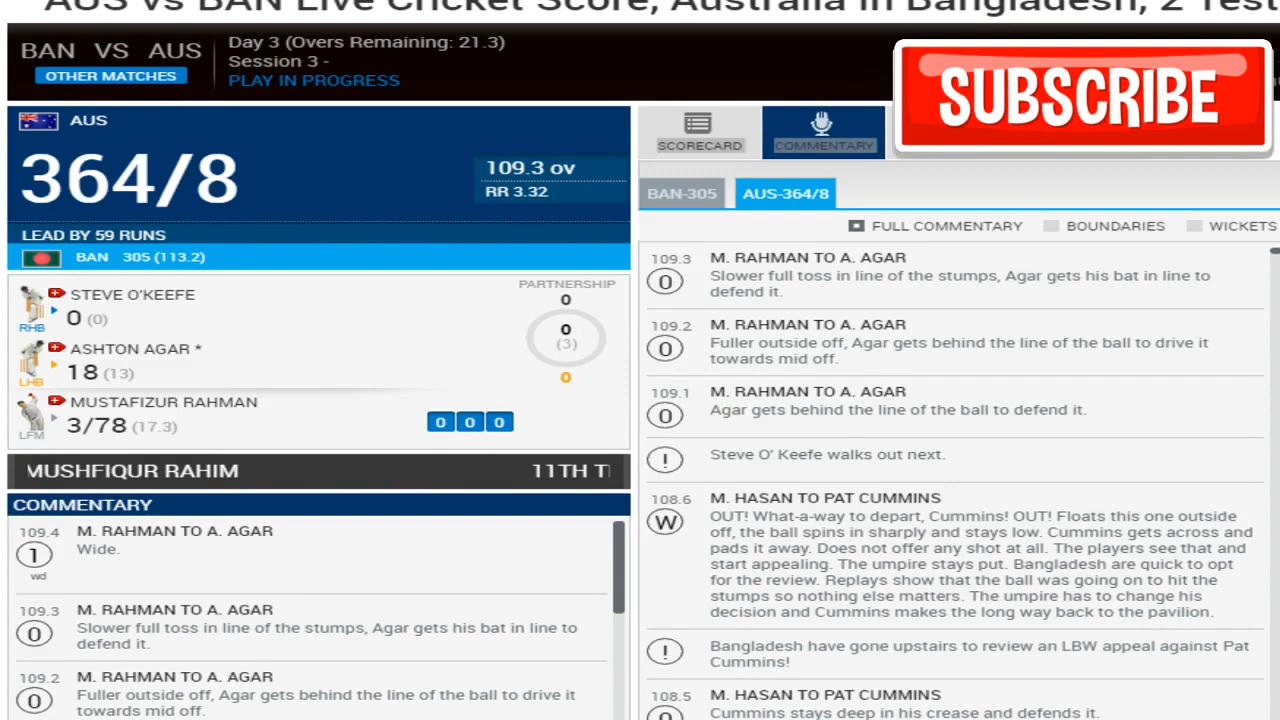 AUS vs BAN Live Cricket Score, Australia in Bangladesh, 2 Test
BAN VS AUS
OTHER MATCHES
Day 3 (Overs Remaining: 21.3)
Session 3 -
PLAY IN PROGRESS
SUBSCRIBE
AUS
364/8
109.3 ov
RR 3.32
LEAD BY 59 RUNS
BAN 305 (113.2)
STEVE O'KEEFE
0 (0)
RHB
ASHTON AGAR *
18 (13)
LHB
MUSTAFIZUR RAHMAN
3/78 (17.3)
LFM
PARTNERSHIP
0
0
(3)
0
0 0 0
MUSHFIQUR RAHIM 11TH
COMMENTARY
109.4 M. RAHMAN TO A. AGAR
1 Wide.
wd
109.3 M. RAHMAN TO A. AGAR
0 Slower full toss in line of the stumps, Agar gets his bat in line to
defend it.
109.2 M. RAHMAN TO A. AGAR
0 Fuller outside off, Agar gets behind the line of the ball to drive it
towards mid off.
SCORECARD
COMMENTARY
BAN-305 AUS-364/8
FULL COMMENTARY BOUNDARIES WICKETS
109.3 M. RAHMAN TO A. AGAR
0 Slower full toss in line of the stumps, Agar gets his bat in line to
defend it.
109.2 M. RAHMAN TO A. AGAR
0 Fuller outside off, Agar gets behind the line of the ball to drive it
towards mid off.
109.1 M. RAHMAN TO A. AGAR
0 Agar gets behind the line of the ball to defend it.
! Steve O' Keefe walks out next.
108.6 M. HASAN TO PAT CUMMINS
W OUT! What-a-way to depart, Cummins! OUT! Floats this one outside
off, the ball spins in sharply and stays low. Cummins gets across and
pads it away. Does not offer any shot at all. The players see that and
start appealing. The umpire stays put. Bangladesh are quick to opt
for the review. Replays show that the ball was going on to hit the
stumps so nothing else matters. The umpire has to change his
decision and Cummins makes the long way back to the pavilion.
! Bangladesh have gone upstairs to review an LBW appeal against Pat
Cummins!
108.5 M. HASAN TO PAT CUMMINS
0 Cummins stays deep in his crease and defends it.